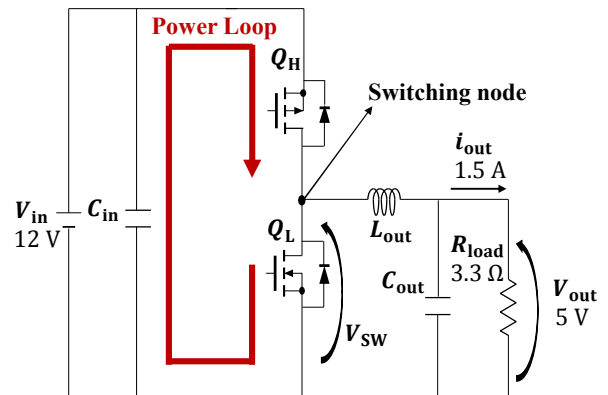 Power Loop
Q_H
Switching node
i_out
1.5 A
V_in
12 V
C_in
Q_L
L_out
R_load
3.3 Ω
C_out
V_out
5 V
V_SW